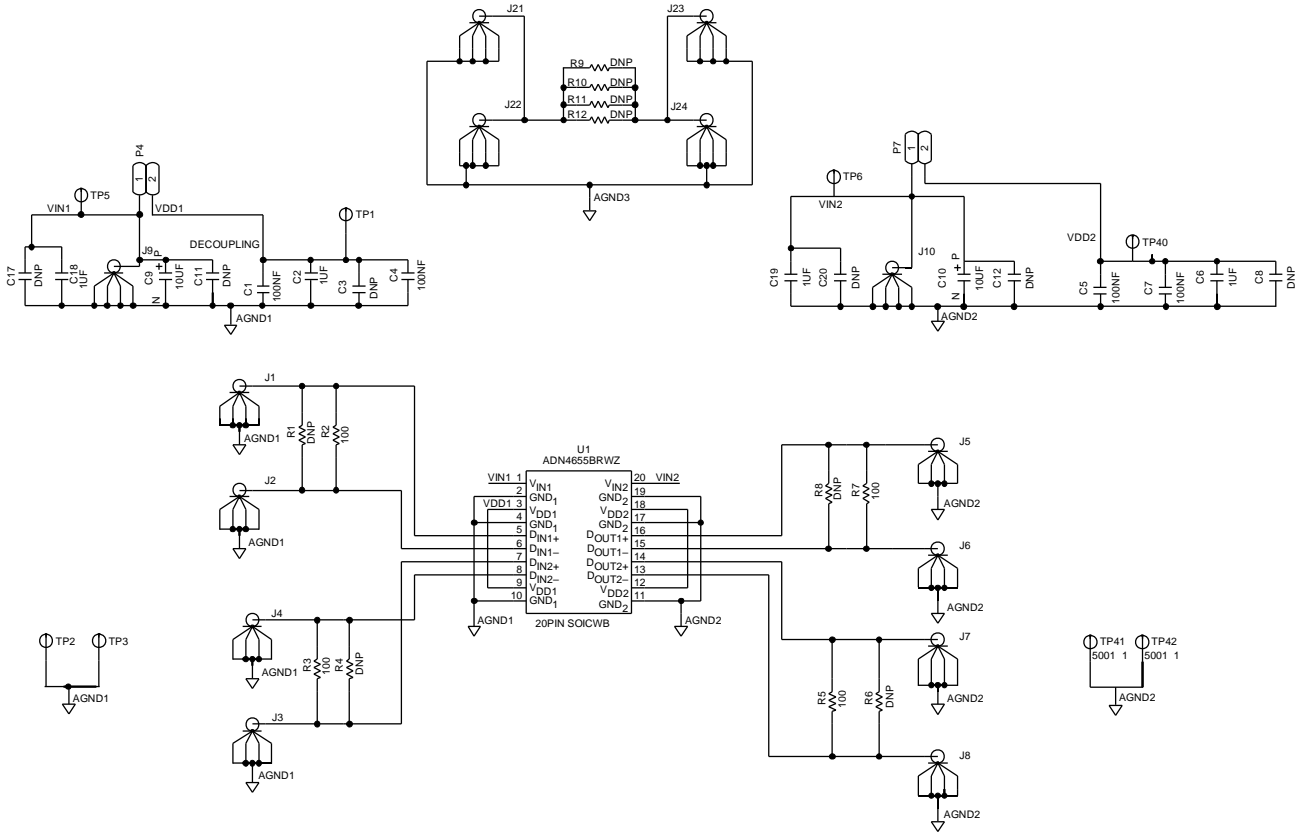 J21
J23
R9 DNP
R10 DNP
R11 DNP
R12 DNP
J22
J24
AGND3
P4
1
2
TP5
VIN1
VDD1
TP1
J9
DECOUPLING
C17
DNP
C18
1UF
P
+
C9
10UF
N
C11
DNP
C1
100NF
C2
1UF
C3
DNP
C4
100NF
AGND1
P7
1
2
TP6
VIN2
VDD2
TP40
J10
C19
1UF
C20
DNP
P
+
C10
10UF
N
C12
DNP
C5
100NF
C7
100NF
C6
1UF
C8
DNP
AGND2
J1
AGND1
R1
DNP
R2
100
J2
AGND1
U1
ADN4655BRWZ
VIN1 1 VIN1 VIN2 20 VIN2
2 GND1 GND2 19
VDD1 3 VDD1 VDD2 18
4 GND1 GND2 17
5 DIN1+ DOUT1+ 16
6 DIN1− DOUT1− 15
7 DIN2+ DOUT2+ 14
8 DIN2− DOUT2− 13
9 VDD1 VDD2 12
10 GND1 GND2 11
AGND1
20PIN SOICWB
AGND2
J5
AGND2
R8
DNP
R7
100
J6
AGND2
J4
AGND1
R3
100
R4
DNP
J3
AGND1
J7
AGND2
R5
100
R6
DNP
J8
AGND2
TP2
TP3
AGND1
TP41
5001 1
TP42
5001 1
AGND2